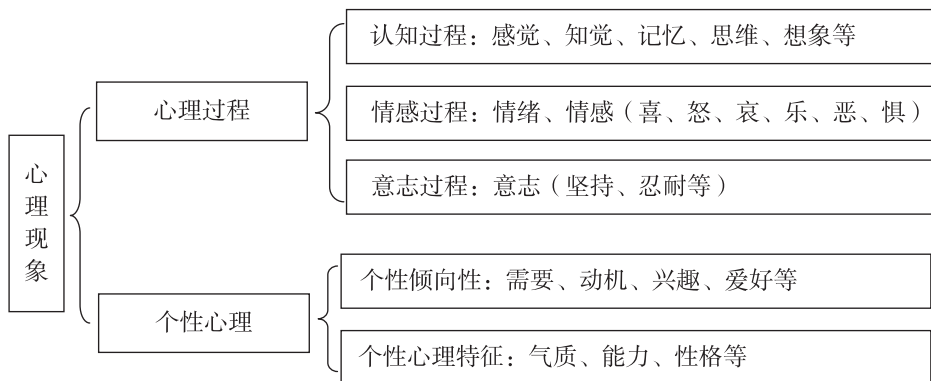 心理现象
心理过程
认知过程：感觉、知觉、记忆、思维、想象等
情感过程：情绪、情感（喜、怒、哀、乐、恶、惧）
意志过程：意志（坚持、忍耐等）
个性心理
个性倾向性：需要、动机、兴趣、爱好等
个性心理特征：气质、能力、性格等